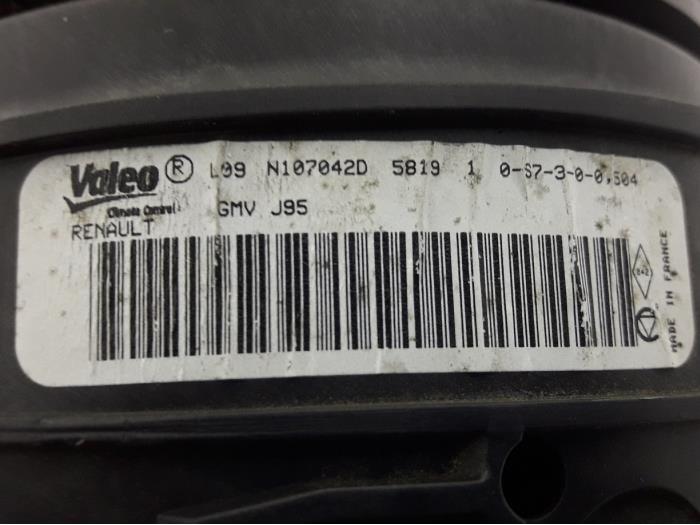 Valeo ® L09 N107042D 5819 1 0-S7-3-0-0,504
Climate Control
GMV J95
RENAULT
MADE IN FRANCE